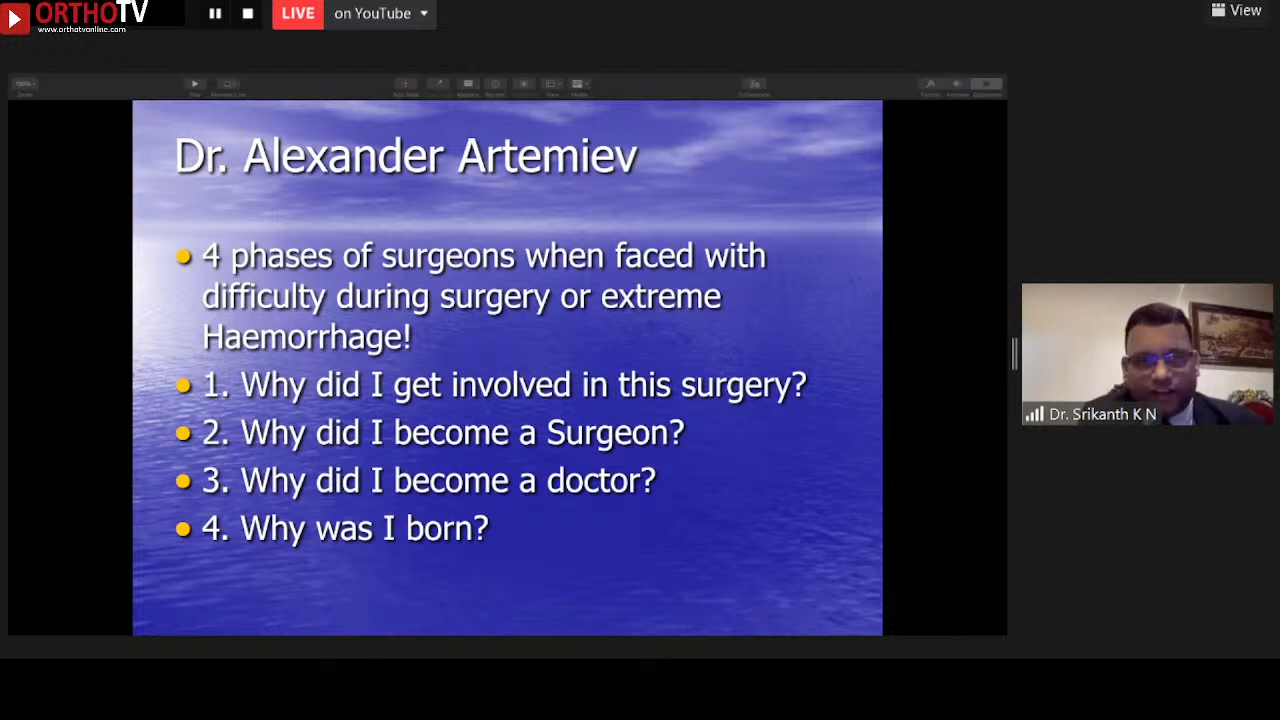 ORTHOTV
www.orthotvonline.com
LIVE
on YouTube
View
Dr. Alexander Artemiev
4 phases of surgeons when faced with
difficulty during surgery or extreme
Haemorrhage!
1. Why did I get involved in this surgery?
2. Why did I become a Surgeon?
3. Why did I become a doctor?
4. Why was I born?
Dr. Srikanth K N